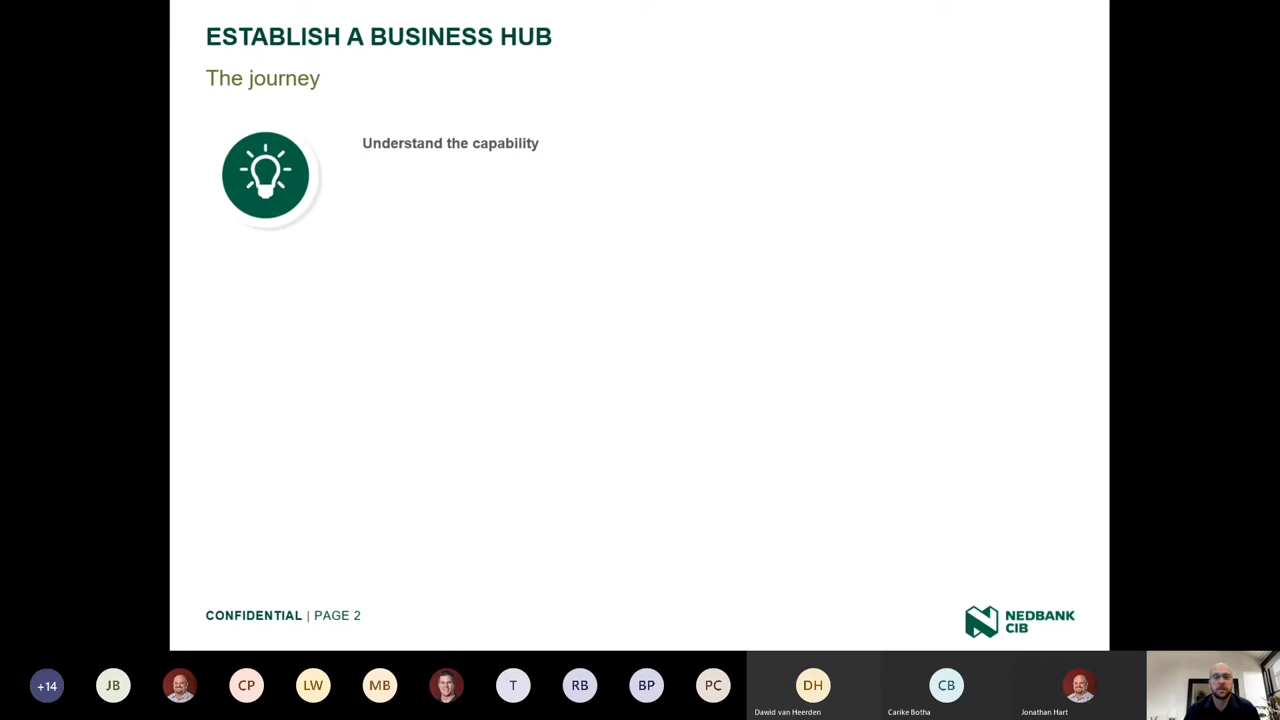 ESTABLISH A BUSINESS HUB
The journey
Understand the capability
CONFIDENTIAL | PAGE 2
NEDBANK
CIB
+14
JB
CP
LW
MB
T
RB
BP
PC
DH
CB
Dawid van Heerden
Carike Botha
Jonathan Hart